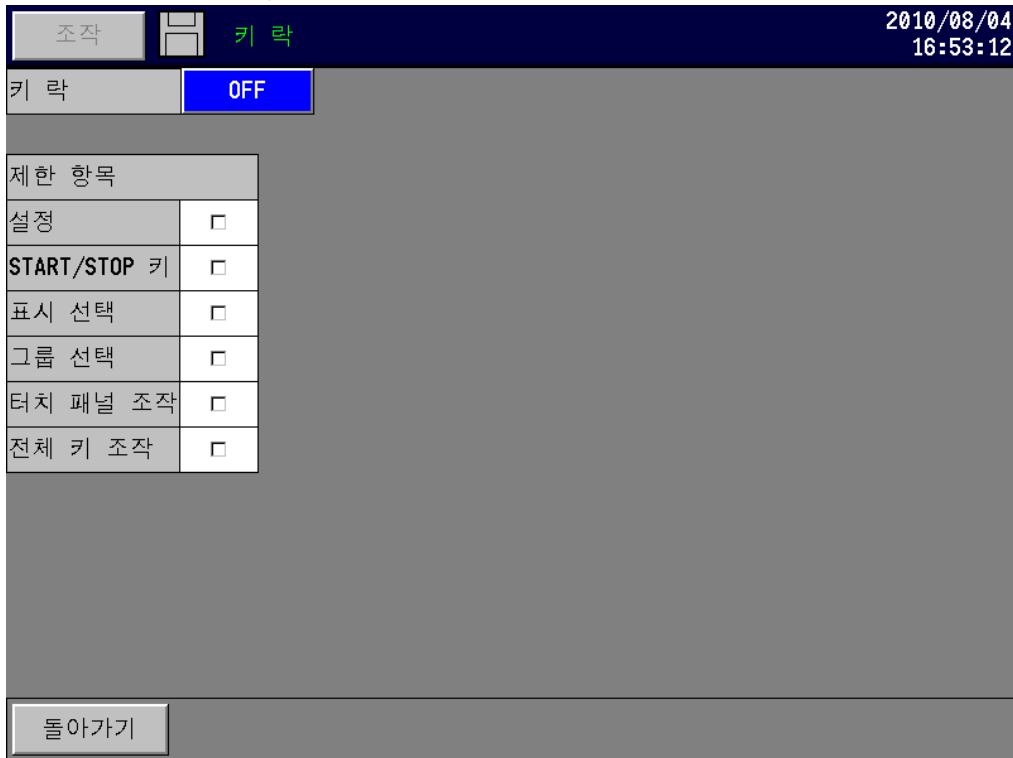 조작 키 락 2010/08/04
16:53:12
키 락 OFF
제한 항목
설정
START/STOP 키
표시 선택
그룹 선택
터치 패널 조작
전체 키 조작
돌아가기